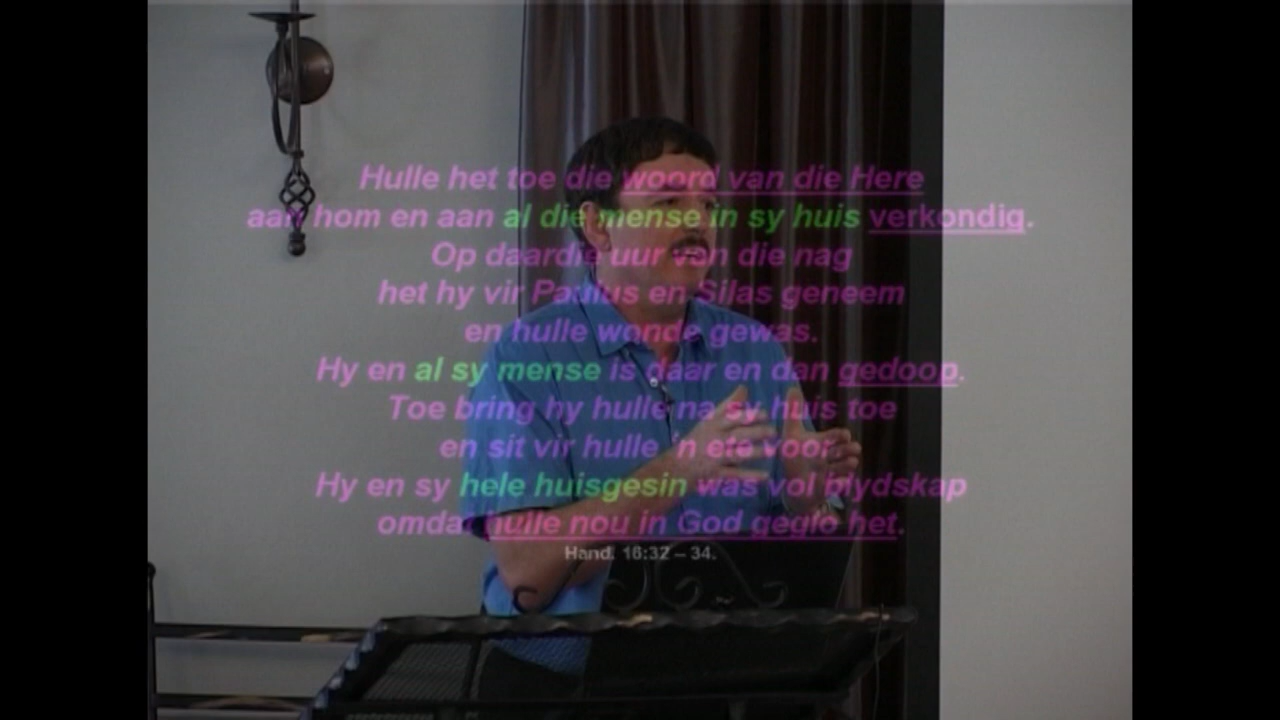 Hulle het toe die woord van die Here
aan hom en aan al die mense in sy huis verkondig.
Op daardie uur van die nag
het hy vir Paulus en Silas geneem
en hulle wonde gewas.
Hy en al sy mense is daar en dan gedoop.
Toe bring hy hulle na sy huis toe
en sit vir hulle 'n ete voor.
Hy en sy hele huisgesin was vol blydskap
omdat hulle nou in God geglo het.
Hand. 16:32 – 34.